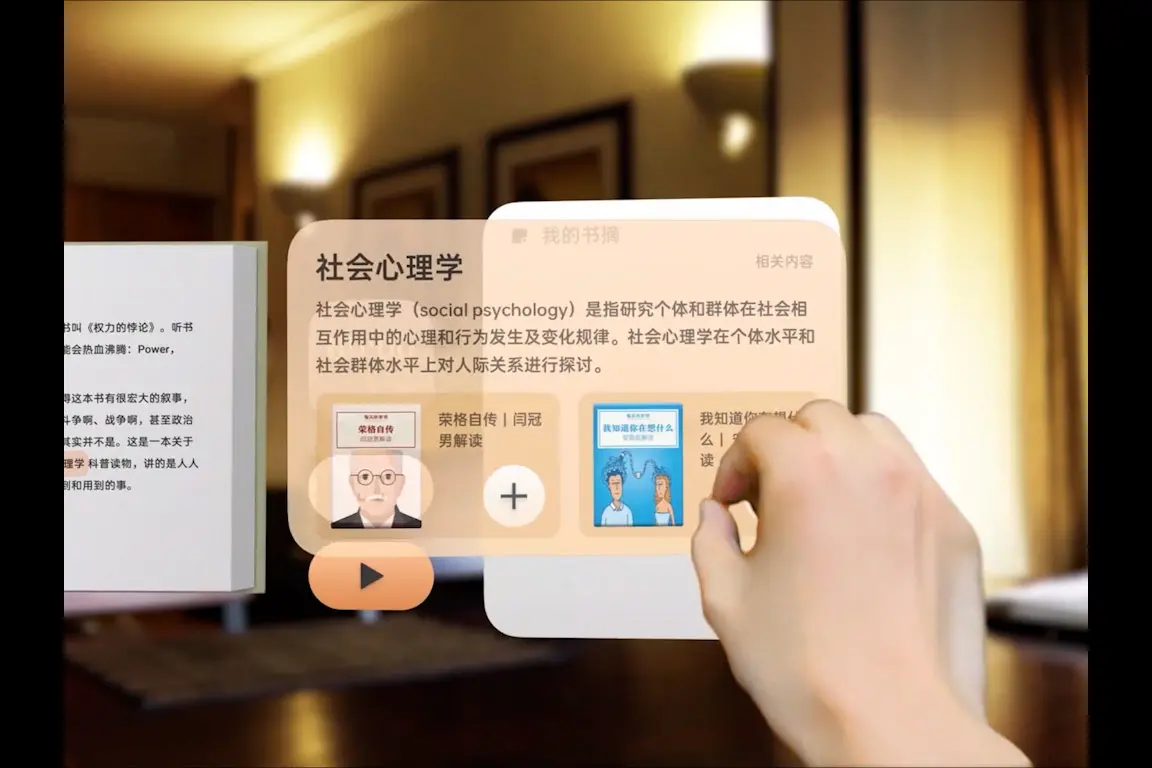 书叫《权力的悖论》。听书
能会热血沸腾：Power，
得这本书有很宏大的叙事，
斗争啊、战争啊，甚至政治
其实并不是。这是一本关于
理学科普读物，讲的是人人
到和用到的事。
我的书摘
社会心理学
相关内容
社会心理学（social psychology）是指研究个体和群体在社会相
互作用中的心理和行为发生及变化规律。社会心理学在个体水平和
社会群体水平上对人际关系进行探讨。
荣格自传
闫冠男解读
荣格自传 | 闫冠
男解读
我知道你在想什么
我知道你在想什
么 |
读